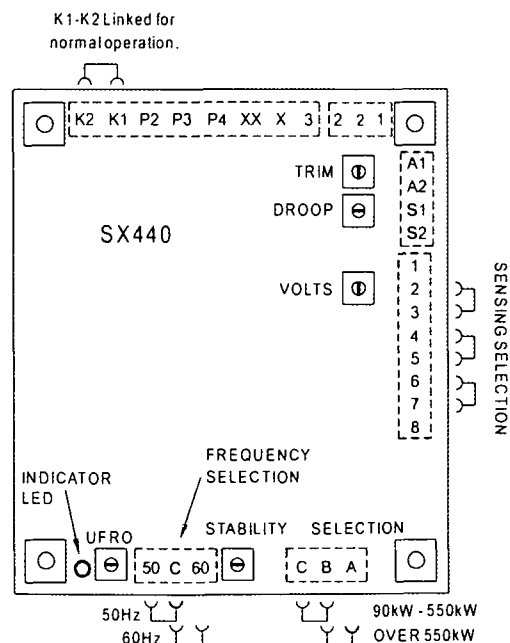 K1-K2 Linked for
normal operation.
K2 K1 P2 P3 P4 XX X 3 2 2 1
TRIM
DROOP
A1
A2
S1
S2
SX440
VOLTS
1
2
3
4
5
6
7
8
SENSING SELECTION
FREQUENCY
SELECTION
INDICATOR
LED
UFRO
STABILITY SELECTION
50 C 60
C B A
50Hz
90kW - 550kW
60Hz
OVER 550kW